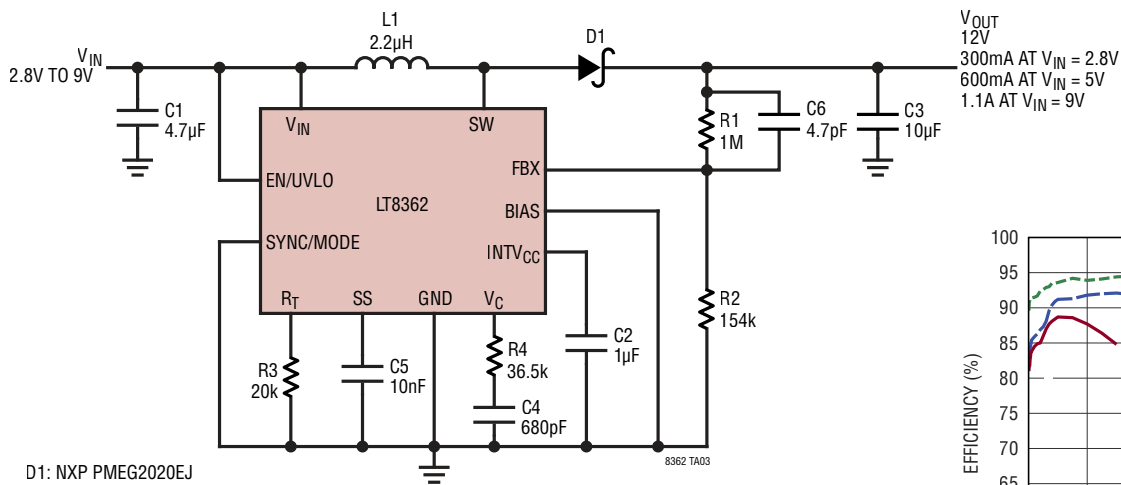 L1
2.2µH
D1
VIN
2.8V TO 9V
VOUT
12V
300mA AT VIN = 2.8V
600mA AT VIN = 5V
1.1A AT VIN = 9V
C1
4.7µF
VIN
SW
R1
1M
C6
4.7pF
C3
10µF
FBX
EN/UVLO
LT8362
BIAS
SYNC/MODE
INTVCC
RT
SS
GND
VC
R2
154k
C2
1µF
R3
20k
C5
10nF
R4
36.5k
C4
680pF
8362 TA03
D1: NXP PMEG2020EJ
EFFICIENCY (%)
100
95
90
85
80
75
70
65